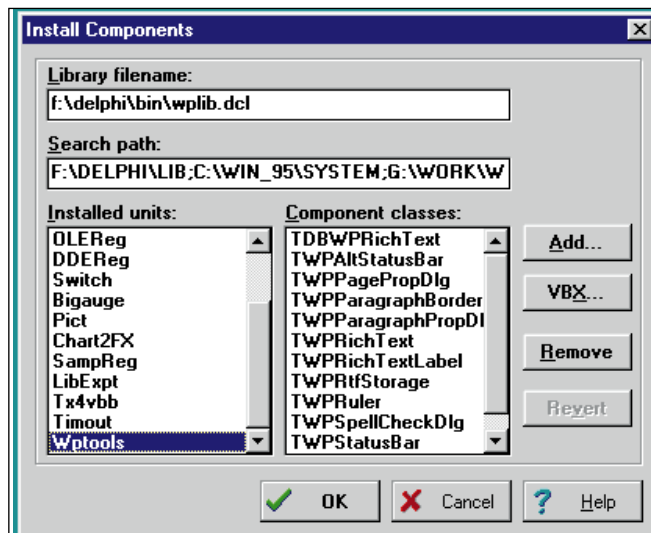 Install Components
Library filename:
f:\delphi\bin\wplib.dcl
Search path:
F:\DELPHI\LIB;C:\WIN_95\SYSTEM;G:\WORK\W
Installed units:
OLEReg
DDEReg
Switch
Bigauge
Pict
Chart2FX
SampReg
LibExpt
Tx4vbb
Timout
Wptools
Component classes:
TDBWPRichText
TWPAltStatusBar
TWPPagePropDlg
TWPParagraphBorder
TWPParagraphPropDl
TWPRichText
TWPRichTextLabel
TWPRtfStorage
TWPRuler
TWPSpellCheckDlg
TWPStatusBar
Add...
VBX...
Remove
Revert
OK
Cancel
Help